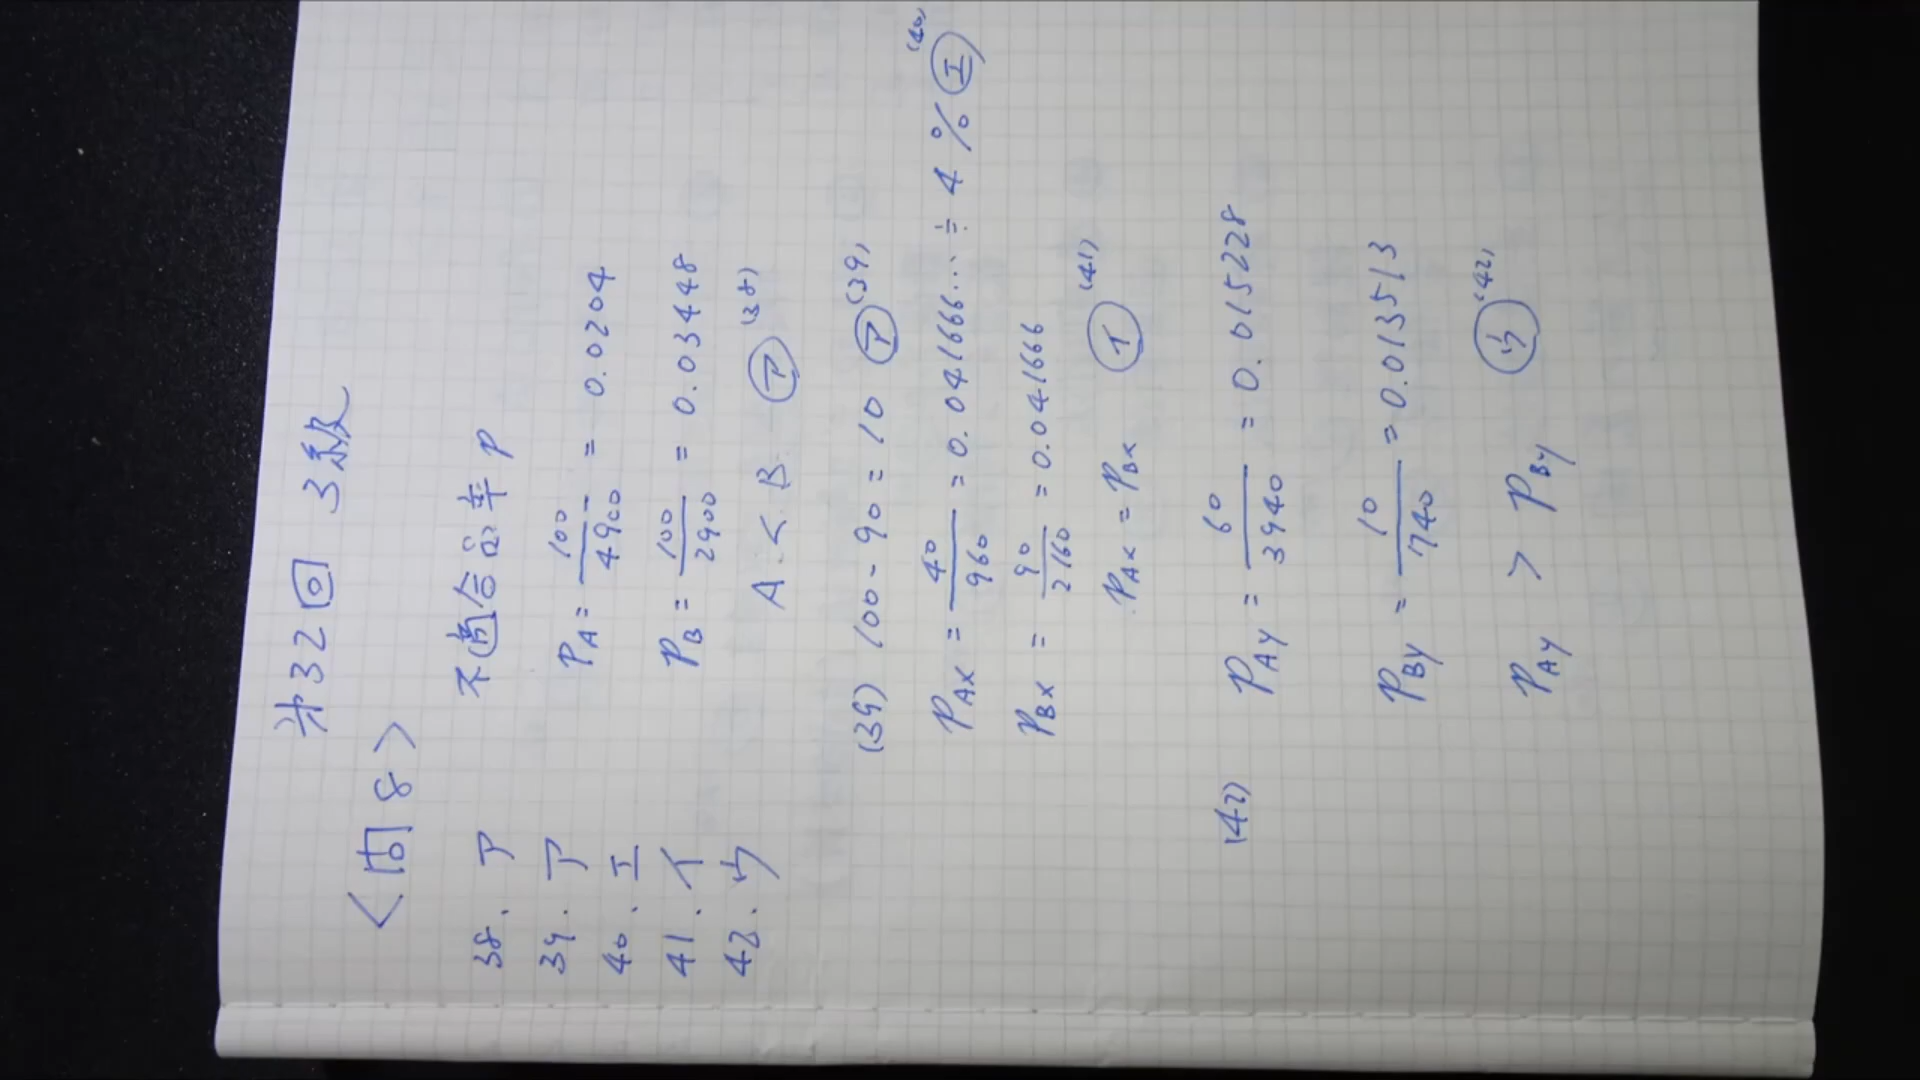 第32回 3級
<問8>
38. ア
39. ア
40. エ
41. イ
42. ウ
不適合品率 P
PA = 100/4900 = 0.0204
PB = 100/2900 = 0.03448
A < B ア (38)
(39) 100 - 90 = 10 ア (39)
PAX = 40/960 = 0.041666… ≒ 4% エ (40)
PBX = 90/2160 = 0.041666
PAX = PBX イ (41)
(42) PAY = 60/3940 = 0.015228
PBY = 10/740 = 0.013513
PAY > PBY ウ (42)